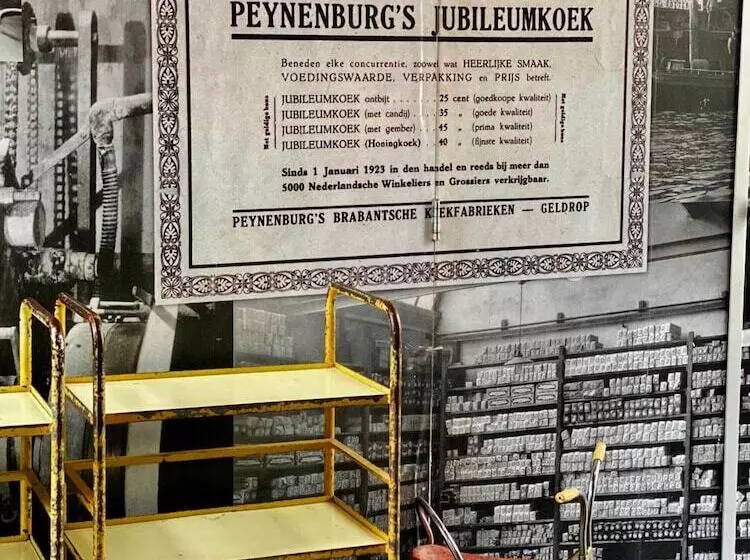 PEYNENBURG'S JUBILEUMKOEK
Beneden elke concurrentie, zoowel wat HEERLIJKE SMAAK,
VOEDINGSWAARDE, VERPAKKING en PRIJS betreft.
JUBILEUMKOEK ontbijt . . . . . . . 25 cent (goedkoope kwaliteit)
JUBILEUMKOEK (met candij) . . 35 „ (goede kwaliteit)
JUBILEUMKOEK (met gember) . 45 „ (prima kwaliteit)
JUBILEUMKOEK (Honingkoek) . . 40 „ (fijnste kwaliteit)
Sinds 1 Januari 1923 in den handel en reeds bij meer dan
5000 Nederlandsche Winkeliers en Grossiers verkrijgbaar.
PEYNENBURG'S BRABANTSCHE KOEKFABRIEKEN — GELDROP